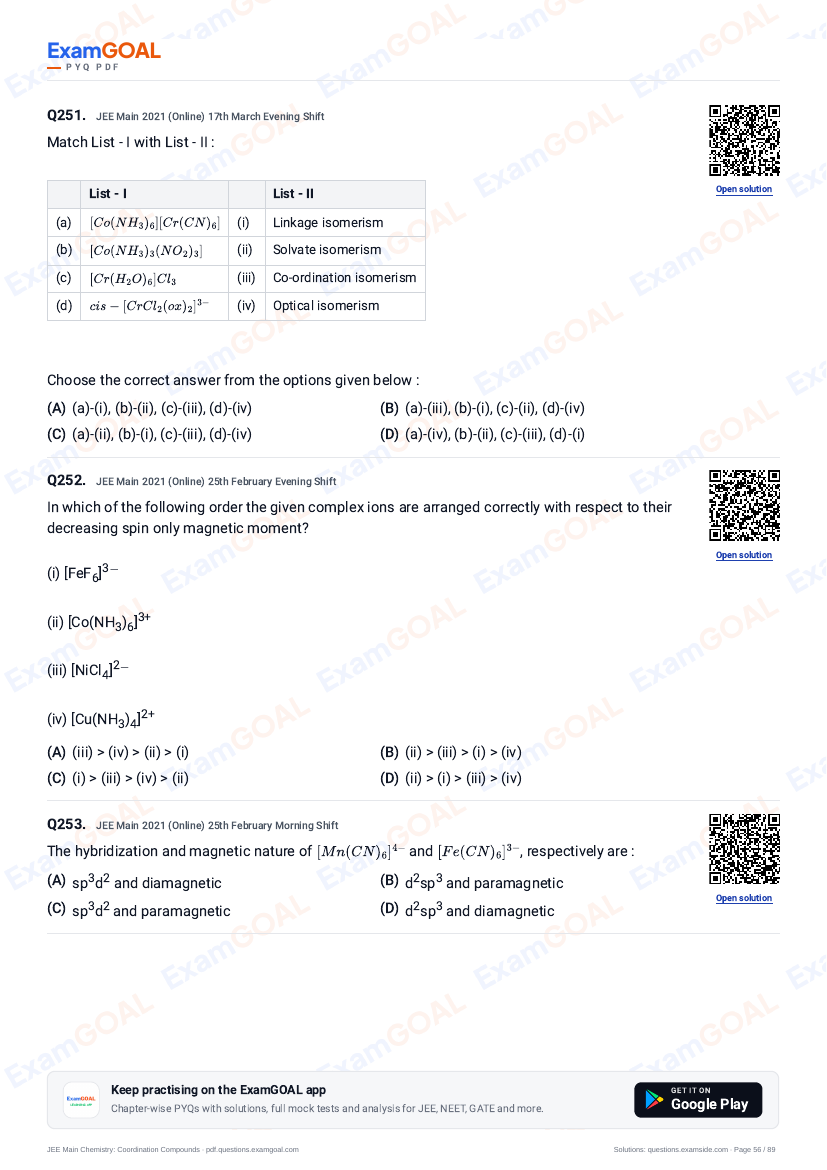 ExamGOAL
PYQ PDF
Q251. JEE Main 2021 (Online) 17th March Evening Shift
Match List - I with List - II :
Open solution
List - I List - II
(a) [Co(NH₃)₆][Cr(CN)₆] (i) Linkage isomerism
(b) [Co(NH₃)₃(NO₂)₃] (ii) Solvate isomerism
(c) [Cr(H₂O)₆]Cl₃ (iii) Co-ordination isomerism
(d) cis − [CrCl₂(ox)₂]³⁻ (iv) Optical isomerism
Choose the correct answer from the options given below :
(A) (a)-(i), (b)-(ii), (c)-(iii), (d)-(iv) (B) (a)-(iii), (b)-(i), (c)-(ii), (d)-(iv)
(C) (a)-(ii), (b)-(i), (c)-(iii), (d)-(iv) (D) (a)-(iv), (b)-(ii), (c)-(iii), (d)-(i)
Q252. JEE Main 2021 (Online) 25th February Evening Shift
In which of the following order the given complex ions are arranged correctly with respect to their
decreasing spin only magnetic moment?
Open solution
(i) [FeF₆]³⁻
(ii) [Co(NH₃)₆]³⁺
(iii) [NiCl₄]²⁻
(iv) [Cu(NH₃)₄]²⁺
(A) (iii) > (iv) > (ii) > (i) (B) (ii) > (iii) > (i) > (iv)
(C) (i) > (iii) > (iv) > (ii) (D) (ii) > (i) > (iii) > (iv)
Q253. JEE Main 2021 (Online) 25th February Morning Shift
The hybridization and magnetic nature of [Mn(CN)₆]⁴⁻ and [Fe(CN)₆]³⁻, respectively are :
(A) sp³d² and diamagnetic (B) d²sp³ and paramagnetic
(C) sp³d² and paramagnetic (D) d²sp³ and diamagnetic
Open solution
Keep practising on the ExamGOAL app
Chapter-wise PYQs with solutions, full mock tests and analysis for JEE, NEET, GATE and more.
GET IT ON
Google Play
JEE Main Chemistry: Coordination Compounds · pdf.questions.examgoal.com Solutions: questions.examside.com · Page 56 / 89